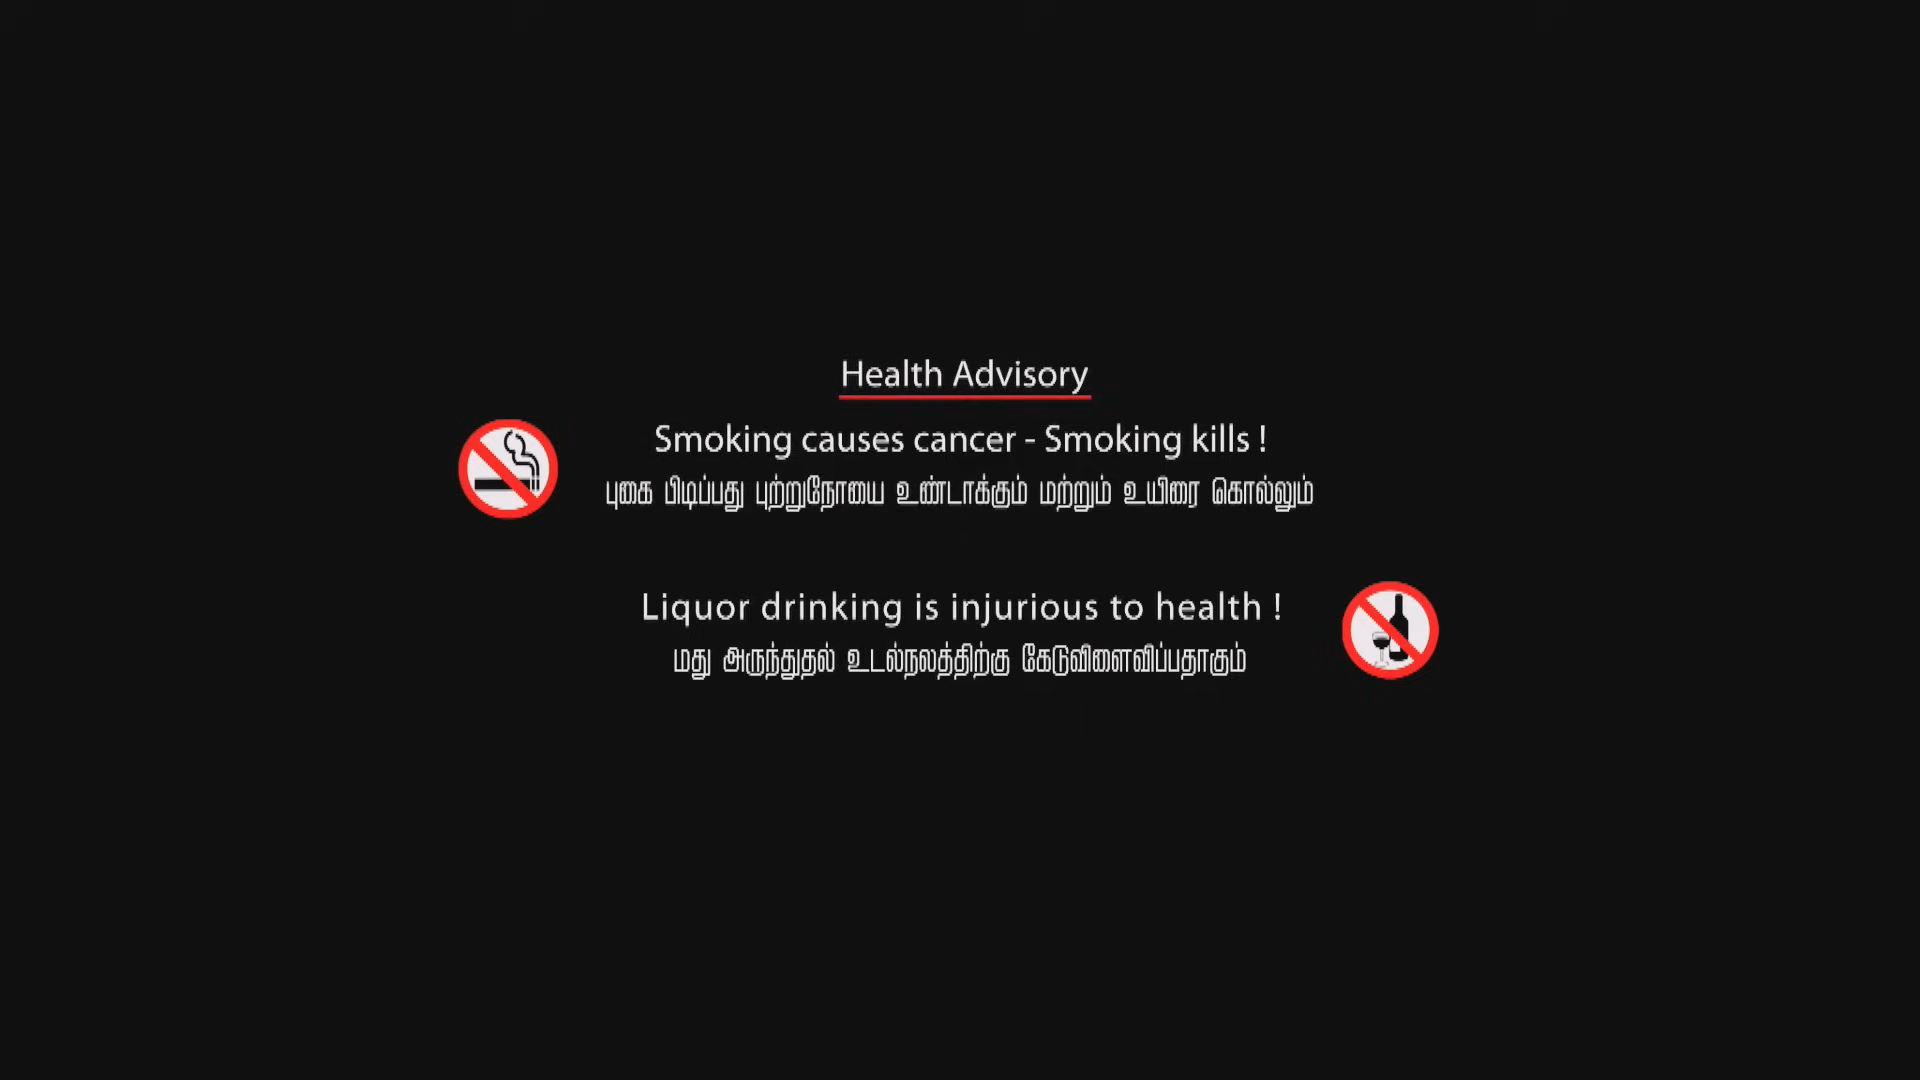 Health Advisory
Smoking causes cancer - Smoking kills !
புகை பிடிப்பது புற்றுநோயை உண்டாக்கும் மற்றும் உயிரை கொல்லும்
Liquor drinking is injurious to health !
மது அருந்துதல் உடல்நலத்திற்கு கேடுவிளைவிப்பதாகும்